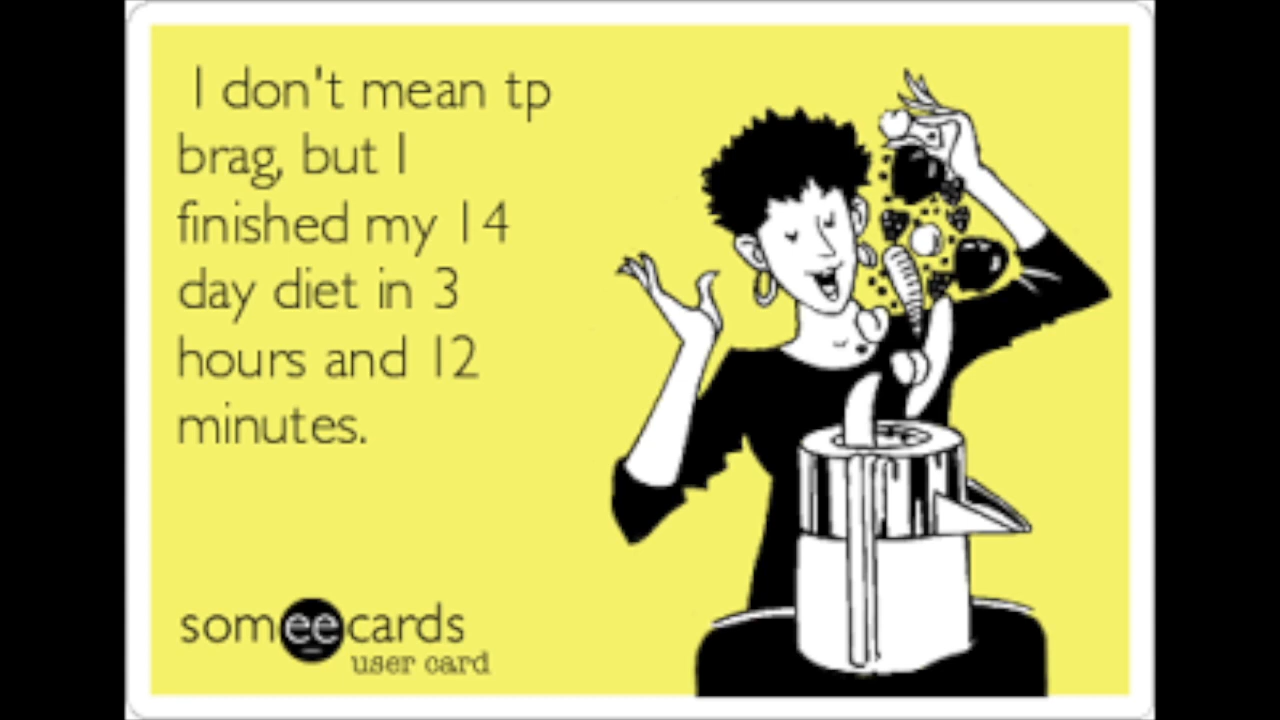 I don't mean tp
brag, but I
finished my 14
day diet in 3
hours and 12
minutes.
someecards
user card